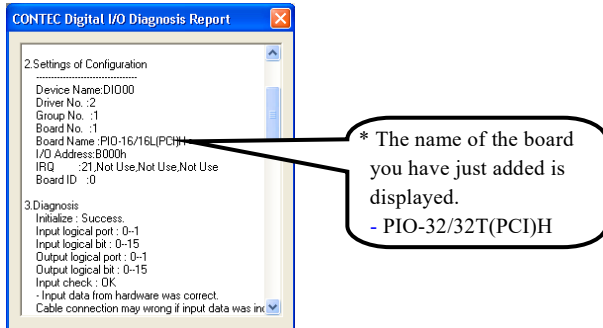 CONTEC Digital I/O Diagnosis Report
2.Settings of Configuration
----------------------------------
Device Name:DIO00
Driver No. :2
Group No. :1
Board No. :1
Board Name :PIO-16/16L(PCI)H
I/O Address:B000h
IRQ :21,Not Use,Not Use,Not Use
Board ID :0
3.Diagnosis
Initialize : Success.
Input logical port : 0--1
Input logical bit : 0--15
Output logical port : 0--1
Output logical bit : 0--15
Input check : OK
- Input data from hardware was correct.
Cable connection may wrong if input data was
* The name of the board
you have just added is
displayed.
- PIO-32/32T(PCI)H